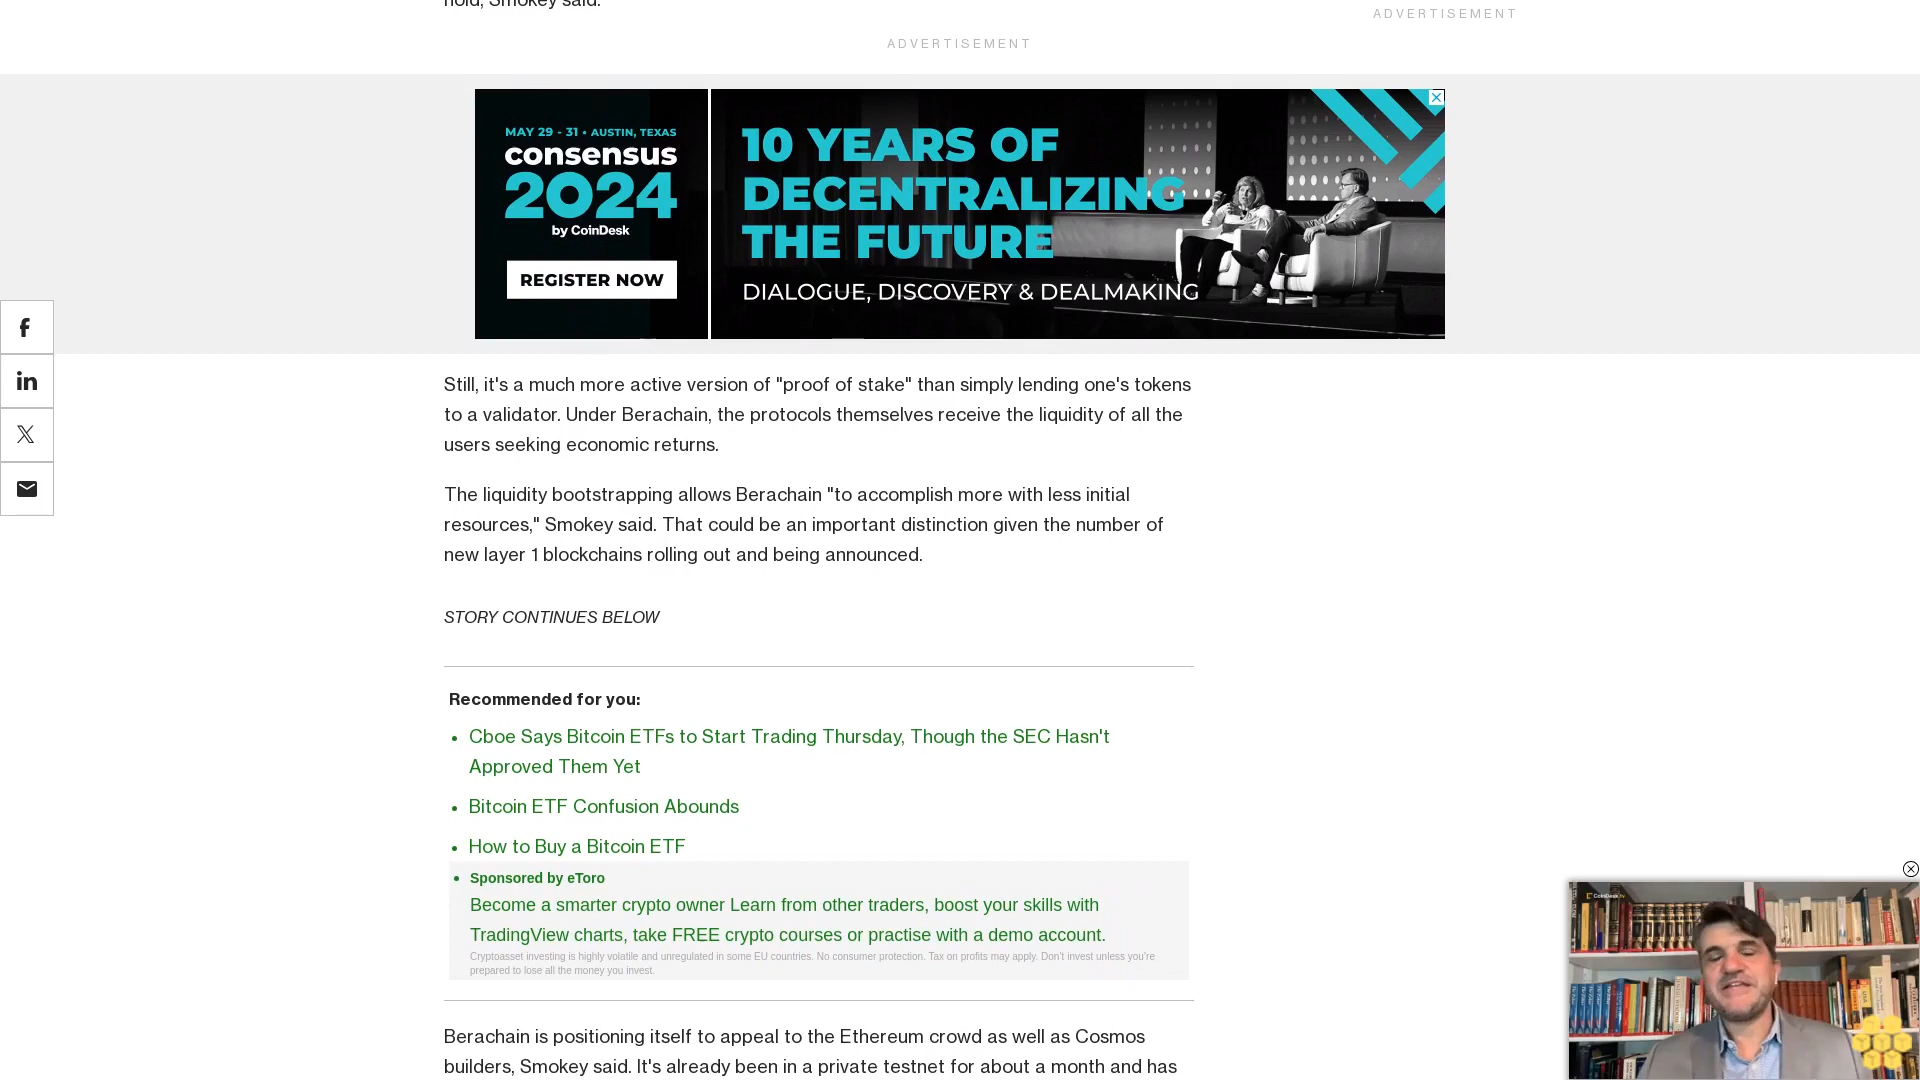 hold, Smokey said.
ADVERTISEMENT
ADVERTISEMENT
MAY 29 - 31 • AUSTIN, TEXAS
consensus
2024
by CoinDesk
REGISTER NOW
10 YEARS OF
DECENTRALIZING
THE FUTURE
DIALOGUE, DISCOVERY & DEALMAKING
Still, it's a much more active version of "proof of stake" than simply lending one's tokens
to a validator. Under Berachain, the protocols themselves receive the liquidity of all the
users seeking economic returns.
The liquidity bootstrapping allows Berachain "to accomplish more with less initial
resources," Smokey said. That could be an important distinction given the number of
new layer 1 blockchains rolling out and being announced.
STORY CONTINUES BELOW
Recommended for you:
• Cboe Says Bitcoin ETFs to Start Trading Thursday, Though the SEC Hasn't
Approved Them Yet
• Bitcoin ETF Confusion Abounds
• How to Buy a Bitcoin ETF
• Sponsored by eToro
Become a smarter crypto owner Learn from other traders, boost your skills with
TradingView charts, take FREE crypto courses or practise with a demo account.
Cryptoasset investing is highly volatile and unregulated in some EU countries. No consumer protection. Tax on profits may apply. Don't invest unless you're
prepared to lose all the money you invest.
Berachain is positioning itself to appeal to the Ethereum crowd as well as Cosmos
builders, Smokey said. It's already been in a private testnet for about a month and has
CoinDesk